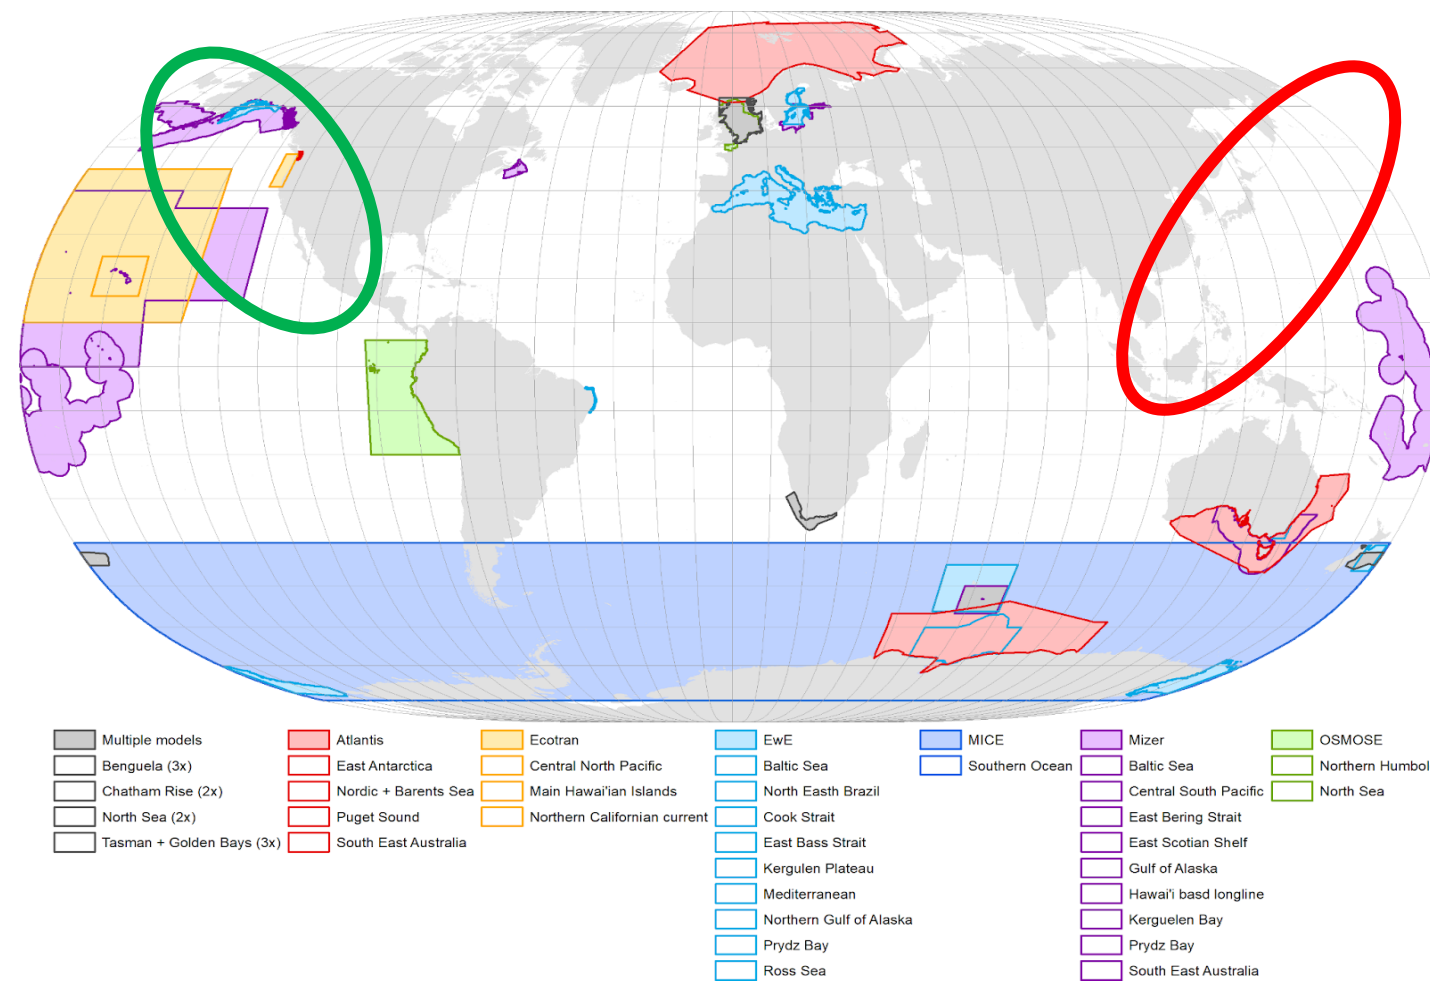 Multiple models
Benguela (3x)
Chatham Rise (2x)
North Sea (2x)
Tasman + Golden Bays (3x)
Atlantis
East Antarctica
Nordic + Barents Sea
Puget Sound
South East Australia
Ecotran
Central North Pacific
Main Hawai'ian Islands
Northern Californian current
EwE
Baltic Sea
North Easth Brazil
Cook Strait
East Bass Strait
Kergulen Plateau
Mediterranean
Northern Gulf of Alaska
Prydz Bay
Ross Sea
MICE
Southern Ocean
Mizer
Baltic Sea
Central South Pacific
East Bering Strait
East Scotian Shelf
Gulf of Alaska
Hawai'i basd longline
Kerguelen Bay
Prydz Bay
South East Australia
OSMOSE
Northern Humbol
North Sea